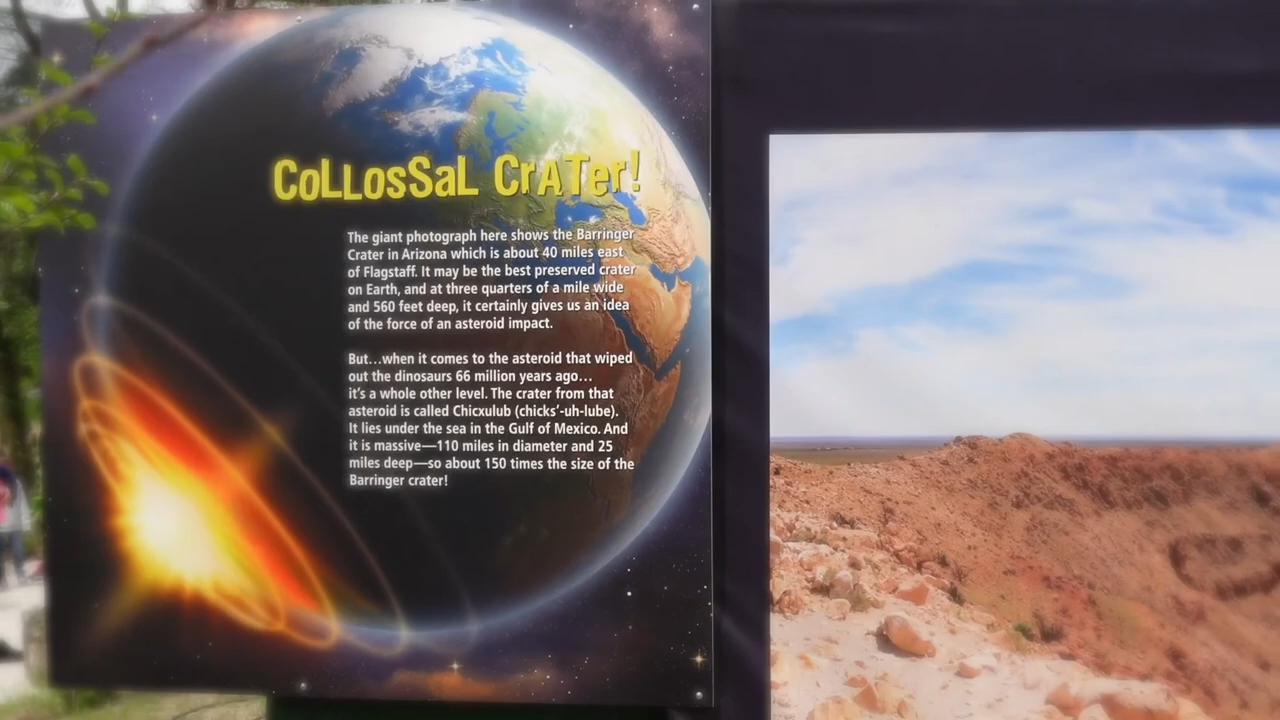 CoLLosSaL CrATer!
The giant photograph here shows the Barringer
Crater in Arizona which is about 40 miles east
of Flagstaff. It may be the best preserved crater
on Earth, and at three quarters of a mile wide
and 560 feet deep, it certainly gives us an idea
of the force of an asteroid impact.
But...when it comes to the asteroid that wiped
out the dinosaurs 66 million years ago...
it's a whole other level. The crater from that
asteroid is called Chicxulub (chicks'-uh-lube).
It lies under the sea in the Gulf of Mexico. And
it is massive—110 miles in diameter and 25
miles deep—so about 150 times the size of the
Barringer crater!